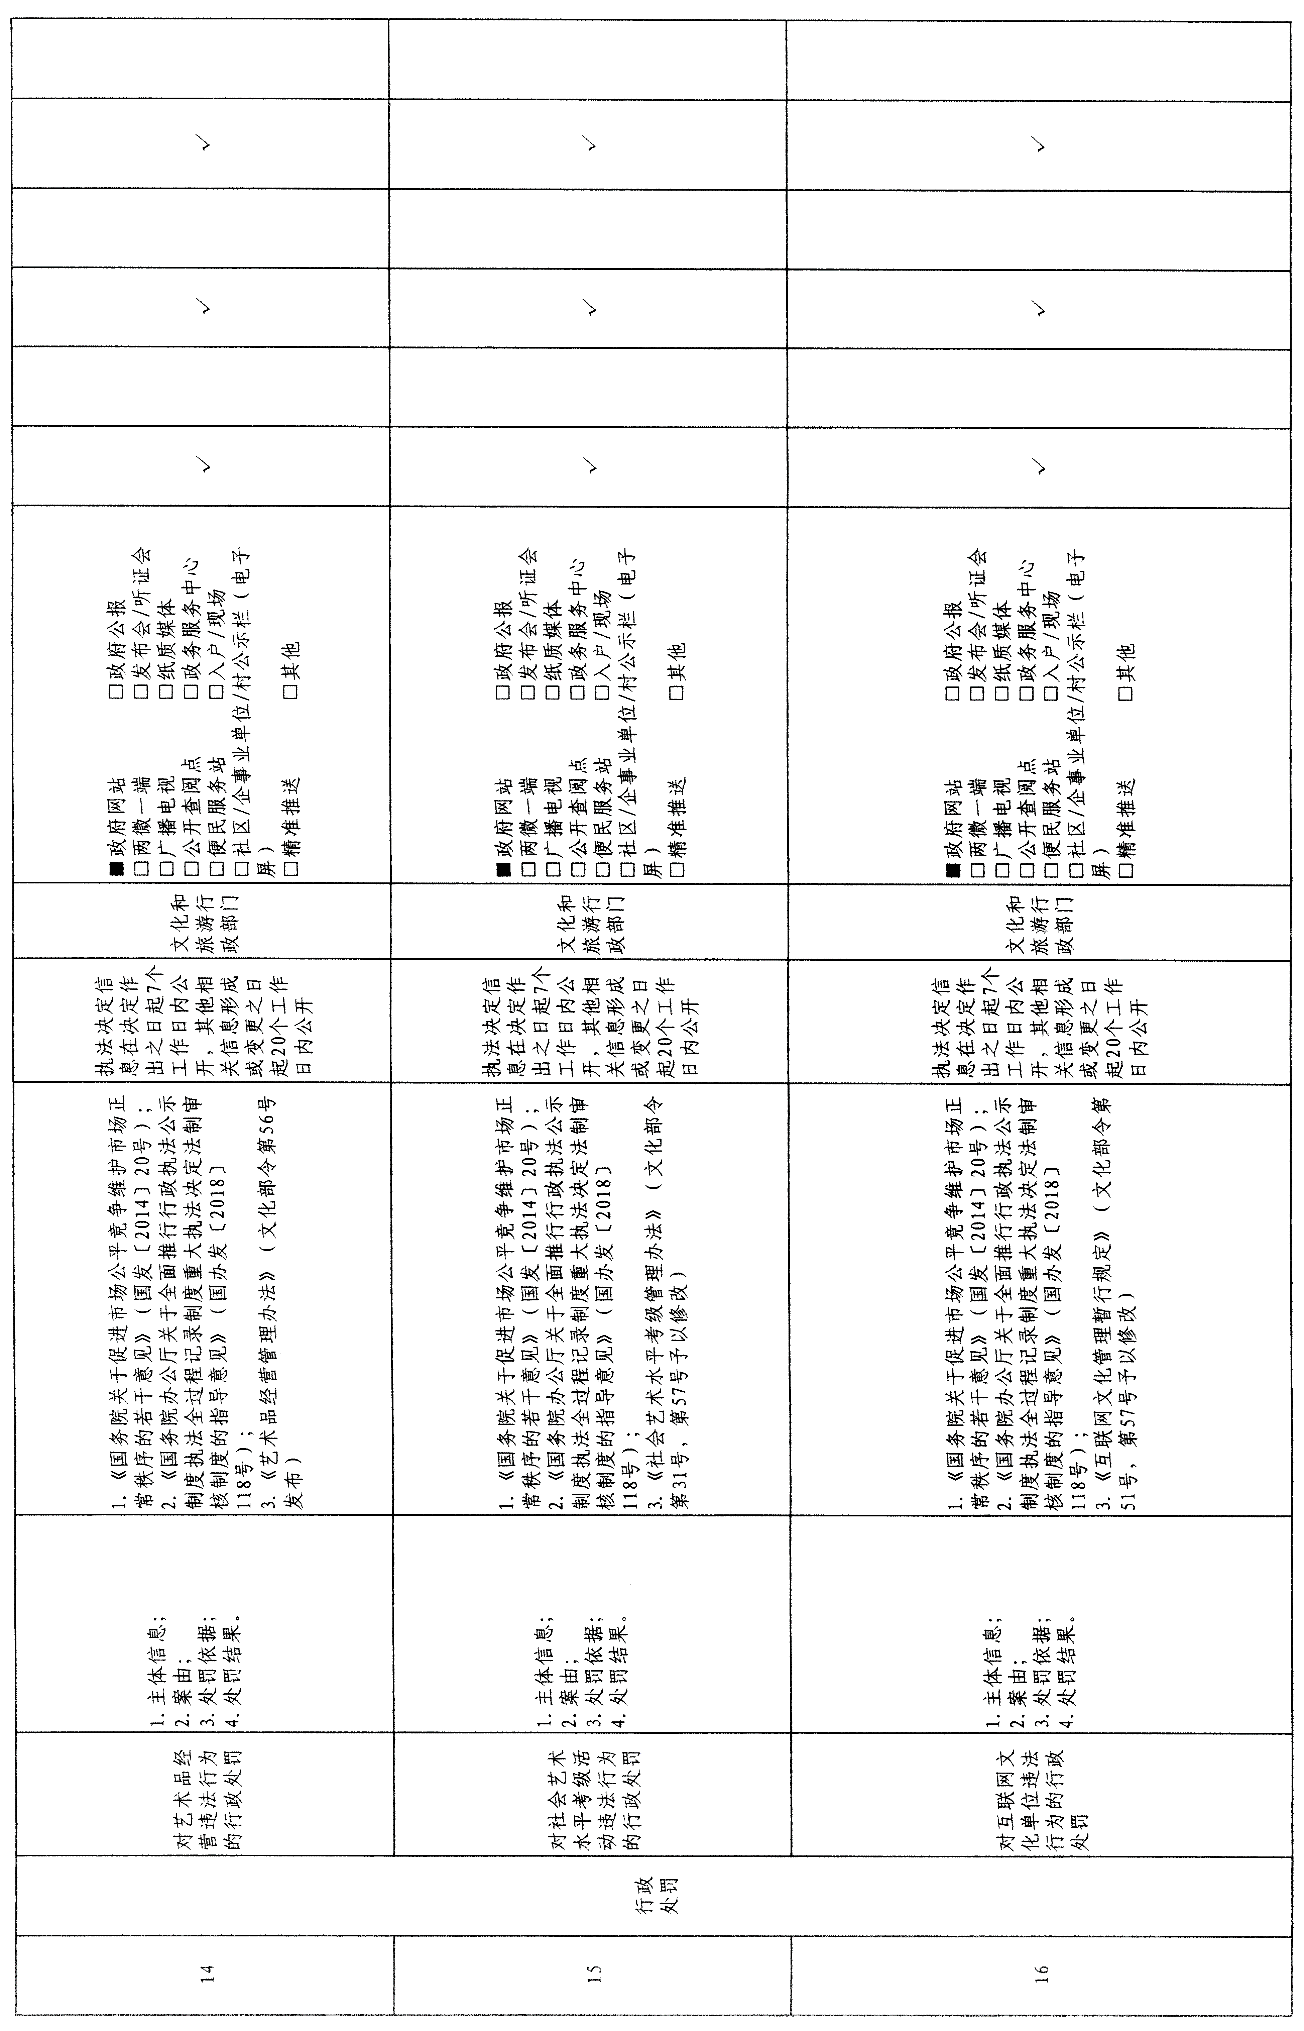 14
行政
处罚
对艺术品经
营违法行为
的行政处罚
1. 主体信息；
2. 案由；
3. 处罚依据；
4. 处罚结果。
1. 《国务院关于促进市场公平竞争维护市场正
常秩序的若干意见》（国发〔2014〕20号）；
2. 《国务院办公厅关于全面推行行政执法公示
制度执法全过程记录制度重大执法决定法制审
核制度的指导意见》（国办发〔2018〕
118号）；
3. 《艺术品经营管理办法》（文化部令第56号
发布）
执法决定信
息在决定作
出之日起7个
工作日内公
开，其他相
关信息形成
或变更之日
起20个工作
日内公开
文化和
旅游行
政部门
■政府网站 □政府公报
□两微一端 □发布会/听证会
□广播电视 □纸质媒体
□公开查阅点 □政务服务中心
□便民服务站 □入户/现场
□社区/企事业单位/村公示栏（电子
屏）
□精准推送 □其他
√ √ √
15
对社会艺术
水平考级活
动违法行为
的行政处罚
1. 主体信息；
2. 案由；
3. 处罚依据；
4. 处罚结果。
1. 《国务院关于促进市场公平竞争维护市场正
常秩序的若干意见》（国发〔2014〕20号）；
2. 《国务院办公厅关于全面推行行政执法公示
制度执法全过程记录制度重大执法决定法制审
核制度的指导意见》（国办发〔2018〕
118号）；
3. 《社会艺术水平考级管理办法》（文化部令
第31号，第57号予以修改）
执法决定信
息在决定作
出之日起7个
工作日内公
开，其他相
关信息形成
或变更之日
起20个工作
日内公开
文化和
旅游行
政部门
■政府网站 □政府公报
□两微一端 □发布会/听证会
□广播电视 □纸质媒体
□公开查阅点 □政务服务中心
□便民服务站 □入户/现场
□社区/企事业单位/村公示栏（电子
屏）
□精准推送 □其他
√ √ √
16
对互联网文
化单位违法
行为的行政
处罚
1. 主体信息；
2. 案由；
3. 处罚依据；
4. 处罚结果。
1. 《国务院关于促进市场公平竞争维护市场正
常秩序的若干意见》（国发〔2014〕20号）；
2. 《国务院办公厅关于全面推行行政执法公示
制度执法全过程记录制度重大执法决定法制审
核制度的指导意见》（国办发〔2018〕
118号）；
3. 《互联网文化管理暂行规定》（文化部令第
51号，第57号予以修改）
执法决定信
息在决定作
出之日起7个
工作日内公
开，其他相
关信息形成
或变更之日
起20个工作
日内公开
文化和
旅游行
政部门
■政府网站 □政府公报
□两微一端 □发布会/听证会
□广播电视 □纸质媒体
□公开查阅点 □政务服务中心
□便民服务站 □入户/现场
□社区/企事业单位/村公示栏（电子
屏）
□精准推送 □其他
√ √ √